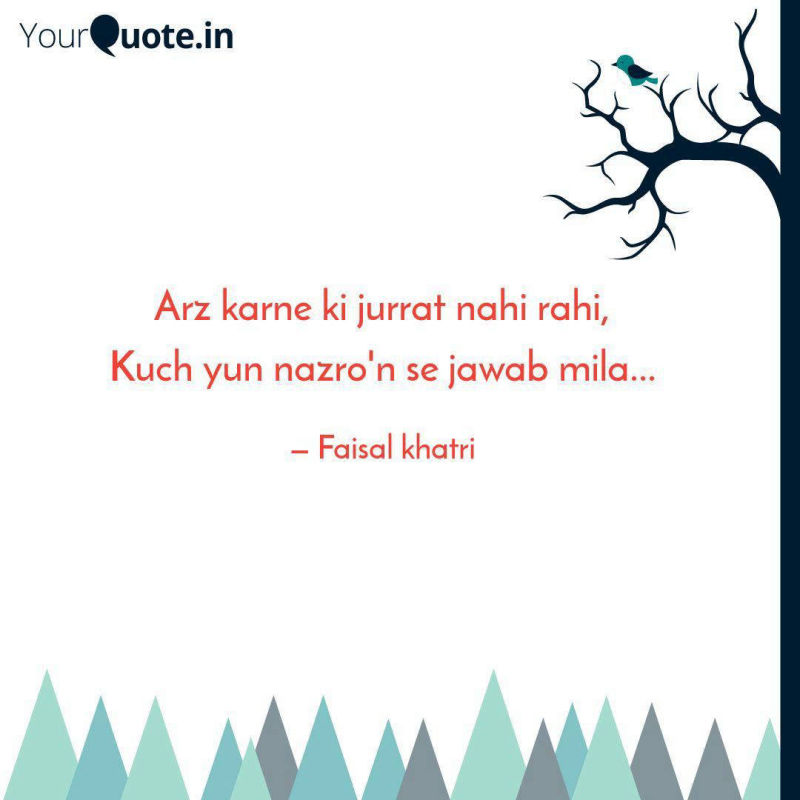 YourQuote.in
Arz karne ki jurrat nahi rahi,
Kuch yun nazro'n se jawab mila...
– Faisal khatri